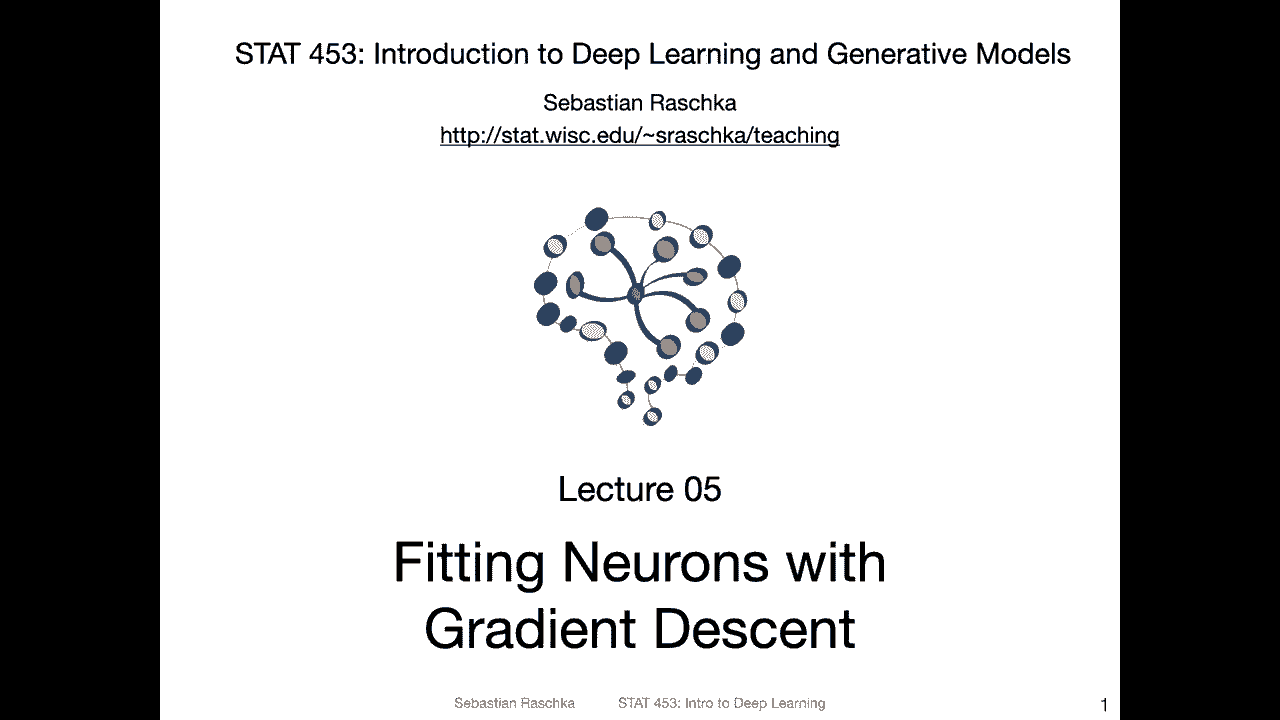 STAT 453: Introduction to Deep Learning and Generative Models
Sebastian Raschka
http://stat.wisc.edu/~sraschka/teaching
Lecture 05
Fitting Neurons with
Gradient Descent
Sebastian Raschka STAT 453: Intro to Deep Learning 1